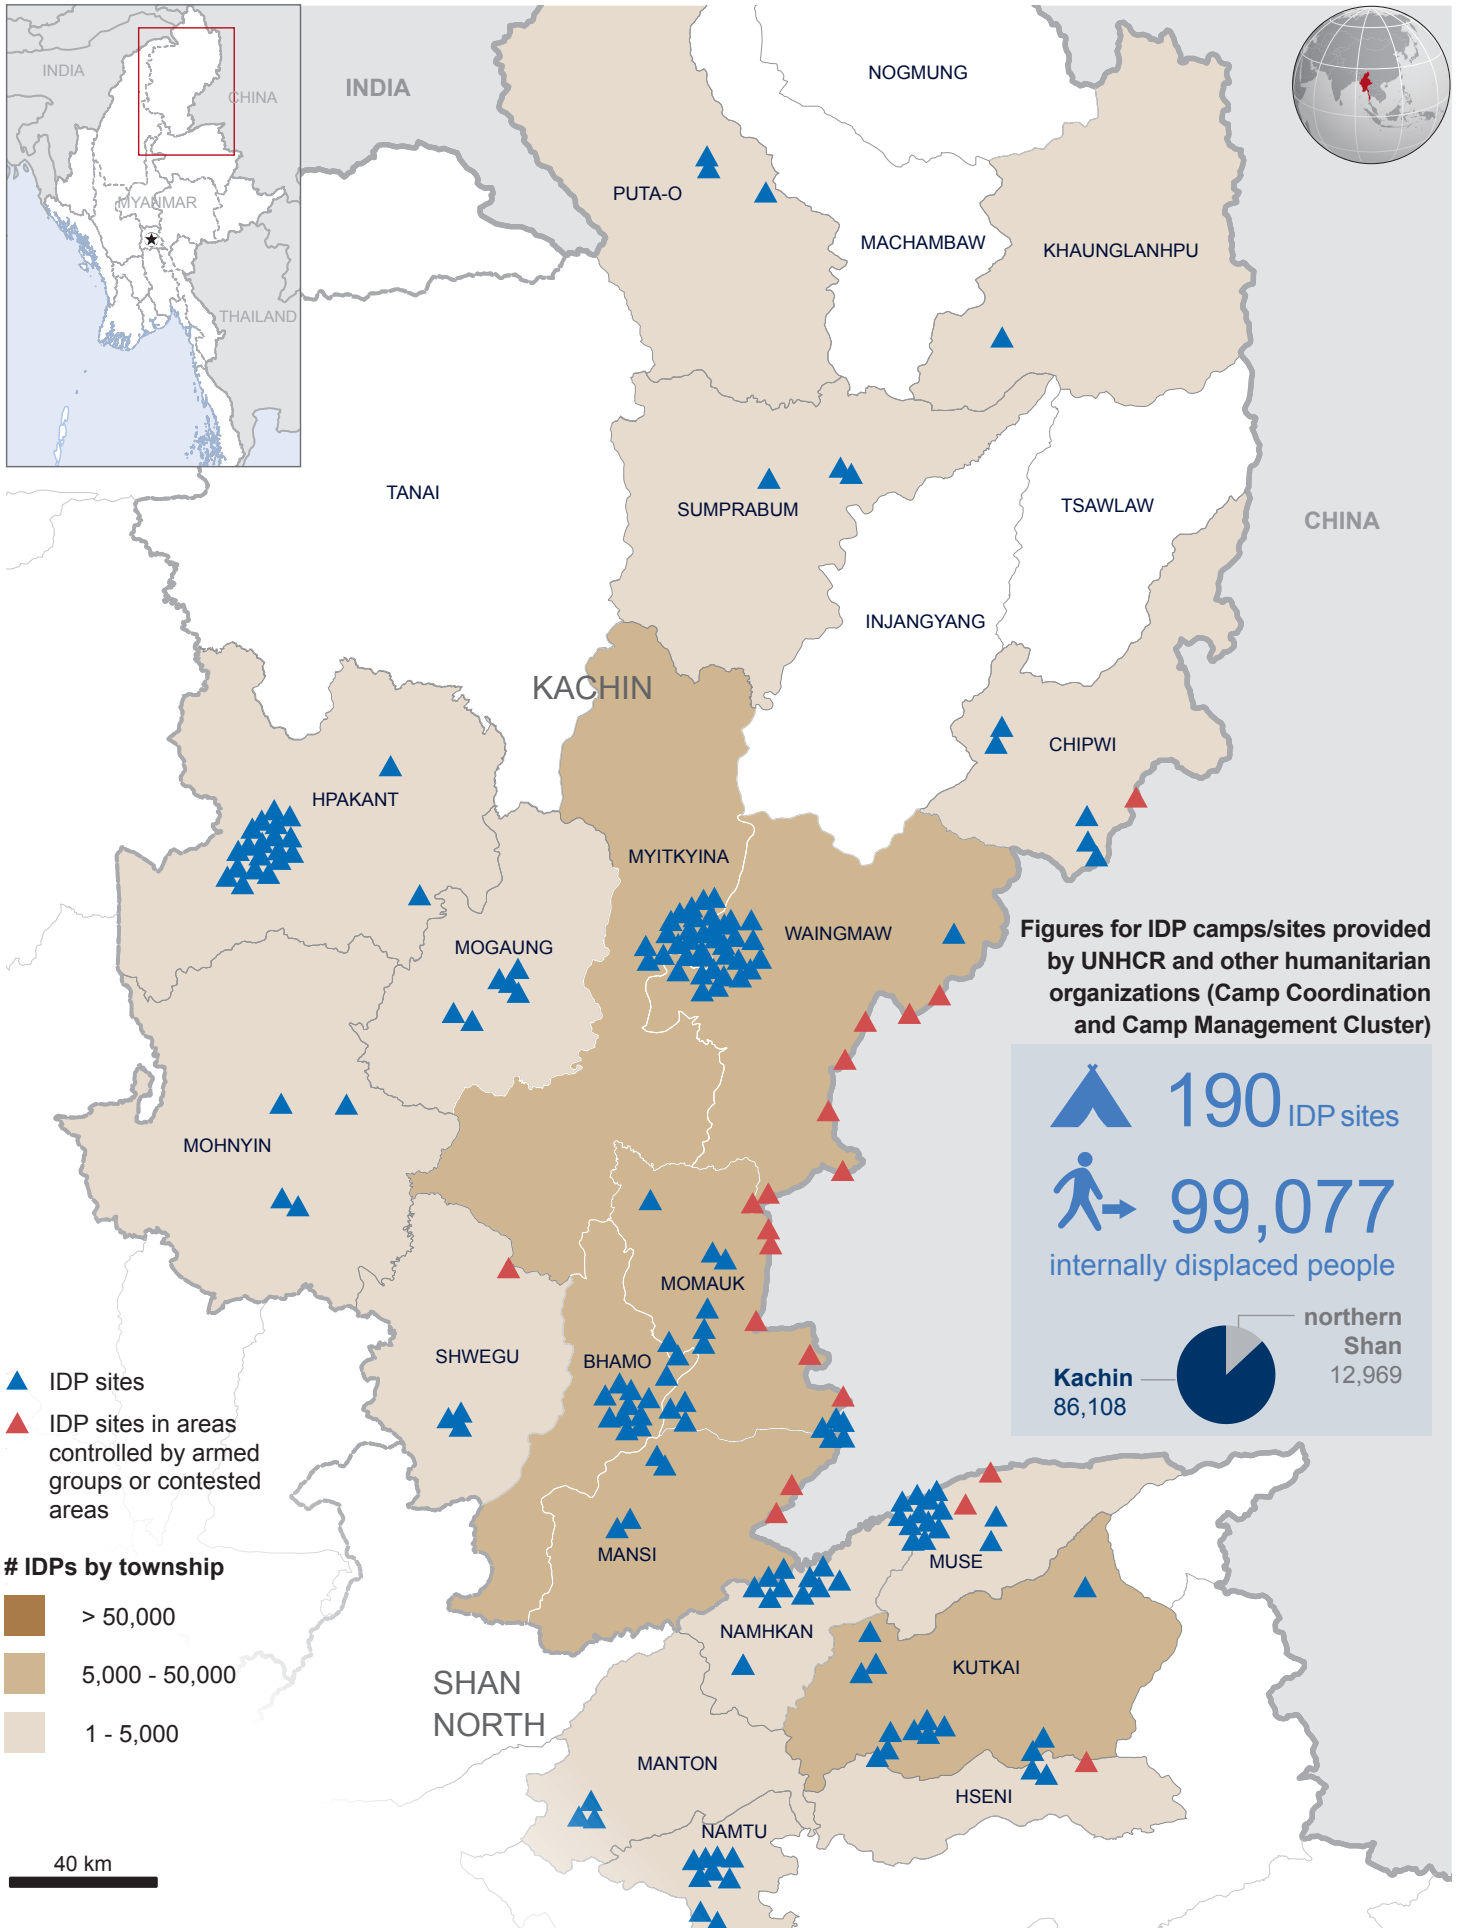 INDIA
CHINA
MYANMAR
THAILAND
INDIA
NOGMUNG
PUTA-O
MACHAMBAW
KHAUNGLANHPU
TANAI
SUMPRABUM
TSAWLAW
CHINA
INJANGYANG
KACHIN
CHIPWI
HPAKANT
MYITKYINA
WAINGMAW
MOGAUNG
Figures for IDP camps/sites provided
by UNHCR and other humanitarian
organizations (Camp Coordination
and Camp Management Cluster)
190 IDP sites
99,077
internally displaced people
northern
Shan
12,969
Kachin
86,108
MOHNYIN
MOMAUK
SHWEGU
BHAMO
MANSI
MUSE
NAMHKAN
KUTKAI
SHAN
NORTH
MANTON
HSENI
NAMTU
IDP sites
IDP sites in areas
controlled by armed
groups or contested
areas
# IDPs by township
> 50,000
5,000 - 50,000
1 - 5,000
40 km